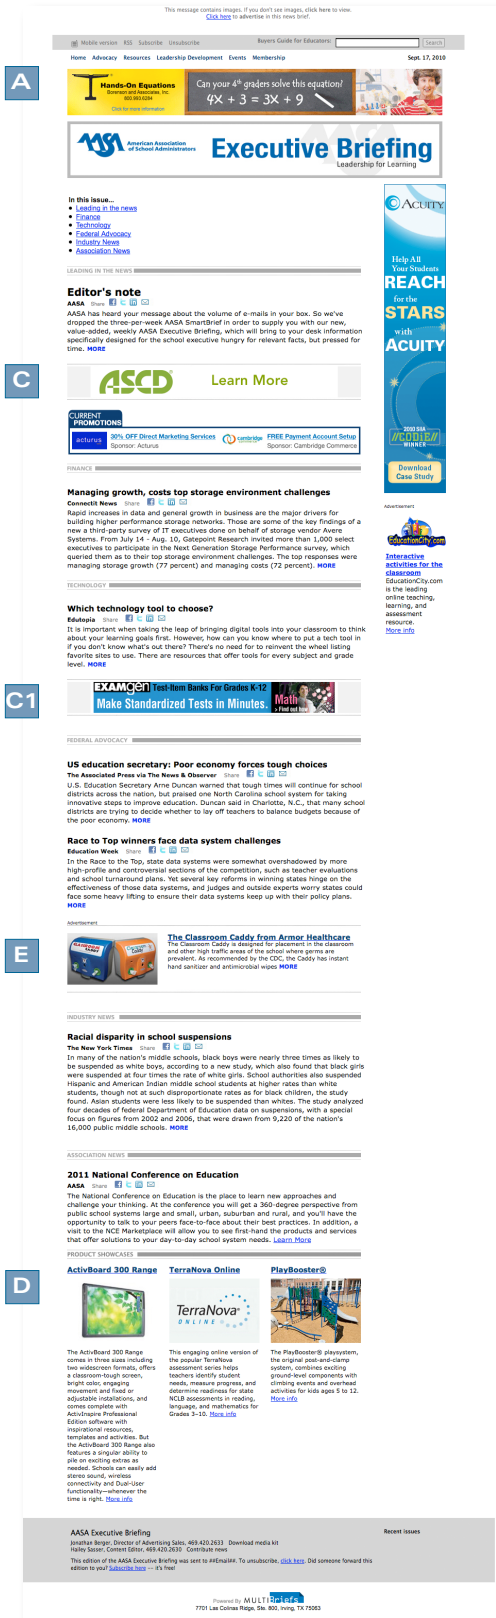 This message contains images. If you don't see images, click here to view.
Click here to advertise in this news brief.
Mobile version RSS Subscribe Unsubscribe
Buyers Guide for Educators: Search
Home Advocacy Resources Leadership Development Events Membership
Sept. 17, 2010
A
Hands-On Equations
Borenson and Associates, Inc.
800.993.6284
Click for more information
Can your 4th graders solve this equation?
4X + 3 = 3X + 9
AASA American Association
of School Administrators
Executive Briefing
Leadership for Learning
In this issue...
Leading in the news
Finance
Technology
Federal Advocacy
Industry News
Association News
ACUITY
Help All
Your Students
REACH
for the
STARS
with
ACUITY
2010 SIIA
CODiE
WINNER
Download
Case Study
LEADING IN THE NEWS
Editor's note
AASA Share
AASA has heard your message about the volume of e-mails in your box. So we've
dropped the three-per-week AASA SmartBrief in order to supply you with our new,
value-added, weekly AASA Executive Briefing, which will bring to your desk information
specifically designed for the school executive hungry for relevant facts, but pressed for
time. MORE
C
ASCD Learn More
CURRENT
PROMOTIONS
acturus
30% OFF Direct Marketing Services
Sponsor: Acturus
cambridge
FREE Payment Account Setup
Sponsor: Cambridge Commerce
FINANCE
Managing growth, costs top storage environment challenges
Connectit News Share
Rapid increases in data and general growth in business are the major drivers for
building higher performance storage networks. Those are some of the key findings of a
new a third-party survey of IT executives done on behalf of storage vendor Avere
Systems. From July 14 - Aug. 10, Gatepoint Research invited more than 1,000 select
executives to participate in the Next Generation Storage Performance survey, which
queried them as to their top storage environment challenges. The top responses were
managing storage growth (77 percent) and managing costs (72 percent). MORE
Advertisement
EducationCity.com
Interactive
activities for the
classroom
EducationCity.com
is the leading
online teaching,
learning, and
assessment
resource.
More info
TECHNOLOGY
Which technology tool to choose?
Edutopia Share
It is important when taking the leap of bringing digital tools into your classroom to think
about your learning goals first. However, how can you know where to put a tech tool in
if you don't know what's out there? There's no need for to reinvent the wheel listing
favorite sites to use. There are resources that offer tools for every subject and grade
level. MORE
C1
EXAMgen Test-Item Banks For Grades K-12
Make Standardized Tests in Minutes.
Math
> Find out how
FEDERAL ADVOCACY
US education secretary: Poor economy forces tough choices
The Associated Press via The News & Observer Share
U.S. Education Secretary Arne Duncan warned that tough times will continue for school
districts across the nation, but praised one North Carolina school system for taking
innovative steps to improve education. Duncan said in Charlotte, N.C., that many school
districts are trying to decide whether to lay off teachers to balance budgets because of
the poor economy. MORE
Race to Top winners face data system challenges
Education Week Share
In the Race to the Top, state data systems were somewhat overshadowed by more
high-profile and controversial sections of the competition, such as teacher evaluations
and school turnaround plans. Yet several key reforms in winning states hinge on the
effectiveness of those data systems, and judges and outside experts worry states could
face some heavy lifting to ensure their data systems keep up with their policy plans.
MORE
Advertisement
E
The Classroom Caddy from Armor Healthcare
The Classroom Caddy is designed for placement in the classroom
and other high traffic areas of the school where germs are
prevalent. As recommended by the CDC, the Caddy has instant
hand sanitizer and antimicrobial wipes MORE
INDUSTRY NEWS
Racial disparity in school suspensions
The New York Times Share
In many of the nation's middle schools, black boys were nearly three times as likely to
be suspended as white boys, according to a new study, which also found that black girls
were suspended at four times the rate of white girls. School authorities also suspended
Hispanic and American Indian middle school students at higher rates than white
students, though not at such disproportionate rates as for black children, the study
found. Asian students were less likely to be suspended than whites. The study analyzed
four decades of federal Department of Education data on suspensions, with a special
focus on figures from 2002 and 2006, that were drawn from 9,220 of the nation's
16,000 public middle schools. MORE
ASSOCIATION NEWS
2011 National Conference on Education
AASA Share
The National Conference on Education is the place to learn new approaches and
challenge your thinking. At the conference you will get a 360-degree perspective from
public school systems large and small, urban, suburban and rural, and you'll have the
opportunity to talk to your peers face-to-face about their best practices. In addition, a
visit to the NCE Marketplace will allow you to see first-hand the products and services
that offer solutions to your day-to-day school system needs. Learn More
PRODUCT SHOWCASES
D
ActivBoard 300 Range
The ActivBoard 300 Range
comes in three sizes including
two widescreen formats, offers
a classroom-tough screen,
bright color, engaging
movement and fixed or
adjustable installations, and
comes complete with
ActivInspire Professional
Edition software with
inspirational resources,
templates and activities. But
the ActivBoard 300 Range also
features a singular ability to
pile on exciting extras as
needed. Schools can easily add
stereo sound, wireless
connectivity and Dual-User
functionality—whenever the
time is right. More info
TerraNova Online
TerraNova
ONLINE
This engaging online version of
the popular TerraNova
assessment series helps
teachers identify student
needs, measure progress, and
determine readiness for state
NCLB assessments in reading,
language, and mathematics for
Grades 3–10. More info
PlayBooster®
The PlayBooster® playsystem,
the original post-and-clamp
system, combines exciting
ground-level components with
climbing events and overhead
activities for kids ages 5 to 12.
More info
AASA Executive Briefing
Jonathan Berger, Director of Advertising Sales, 469.420.2633 Download media kit
Hailey Sasser, Content Editor, 469.420.2630 Contribute news
This edition of the AASA Executive Briefing was sent to ##Email##. To unsubscribe, click here. Did someone forward this
edition to you? Subscribe here -- it's free!
Recent issues
Powered By MULTIBriefs
7701 Las Colinas Ridge, Ste. 800, Irving, TX 75063